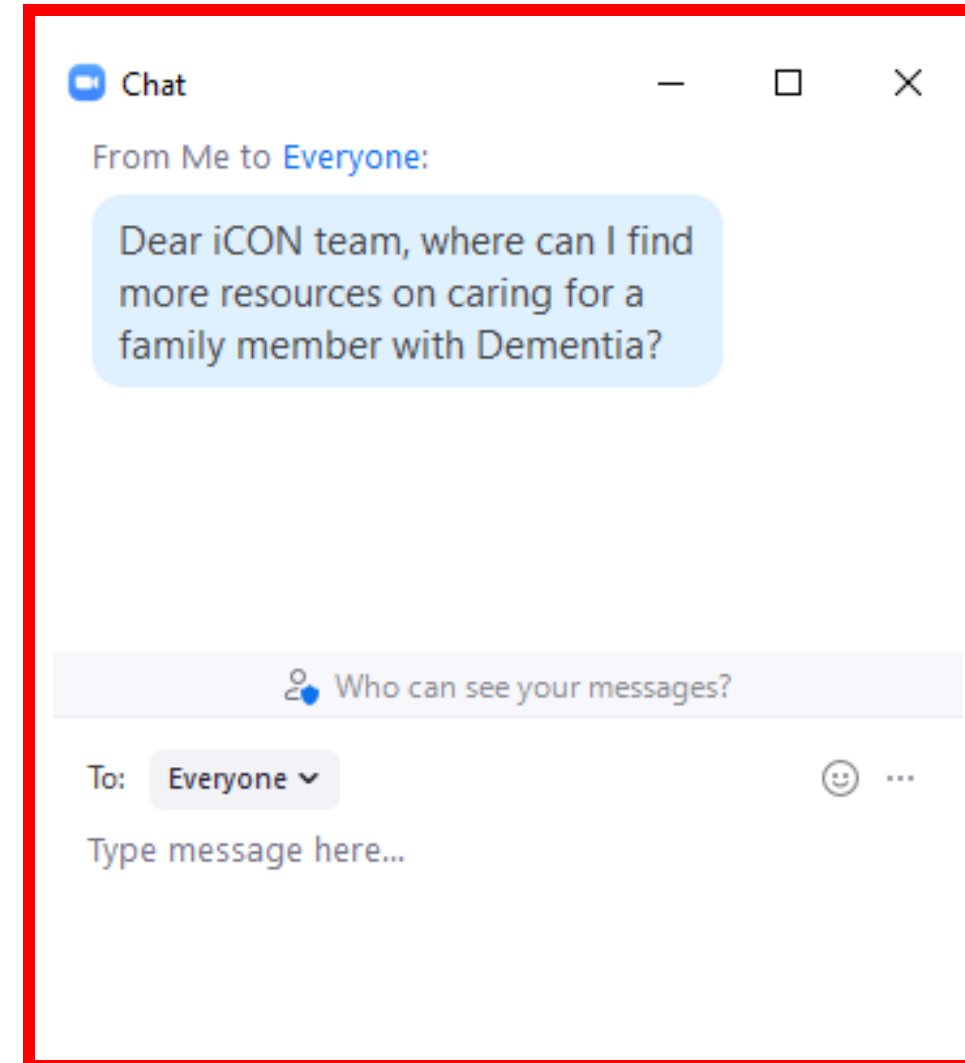 Chat
From Me to Everyone:
Dear iCON team, where can I find
more resources on caring for a
family member with Dementia?
Who can see your messages?
To: Everyone
Type message here...